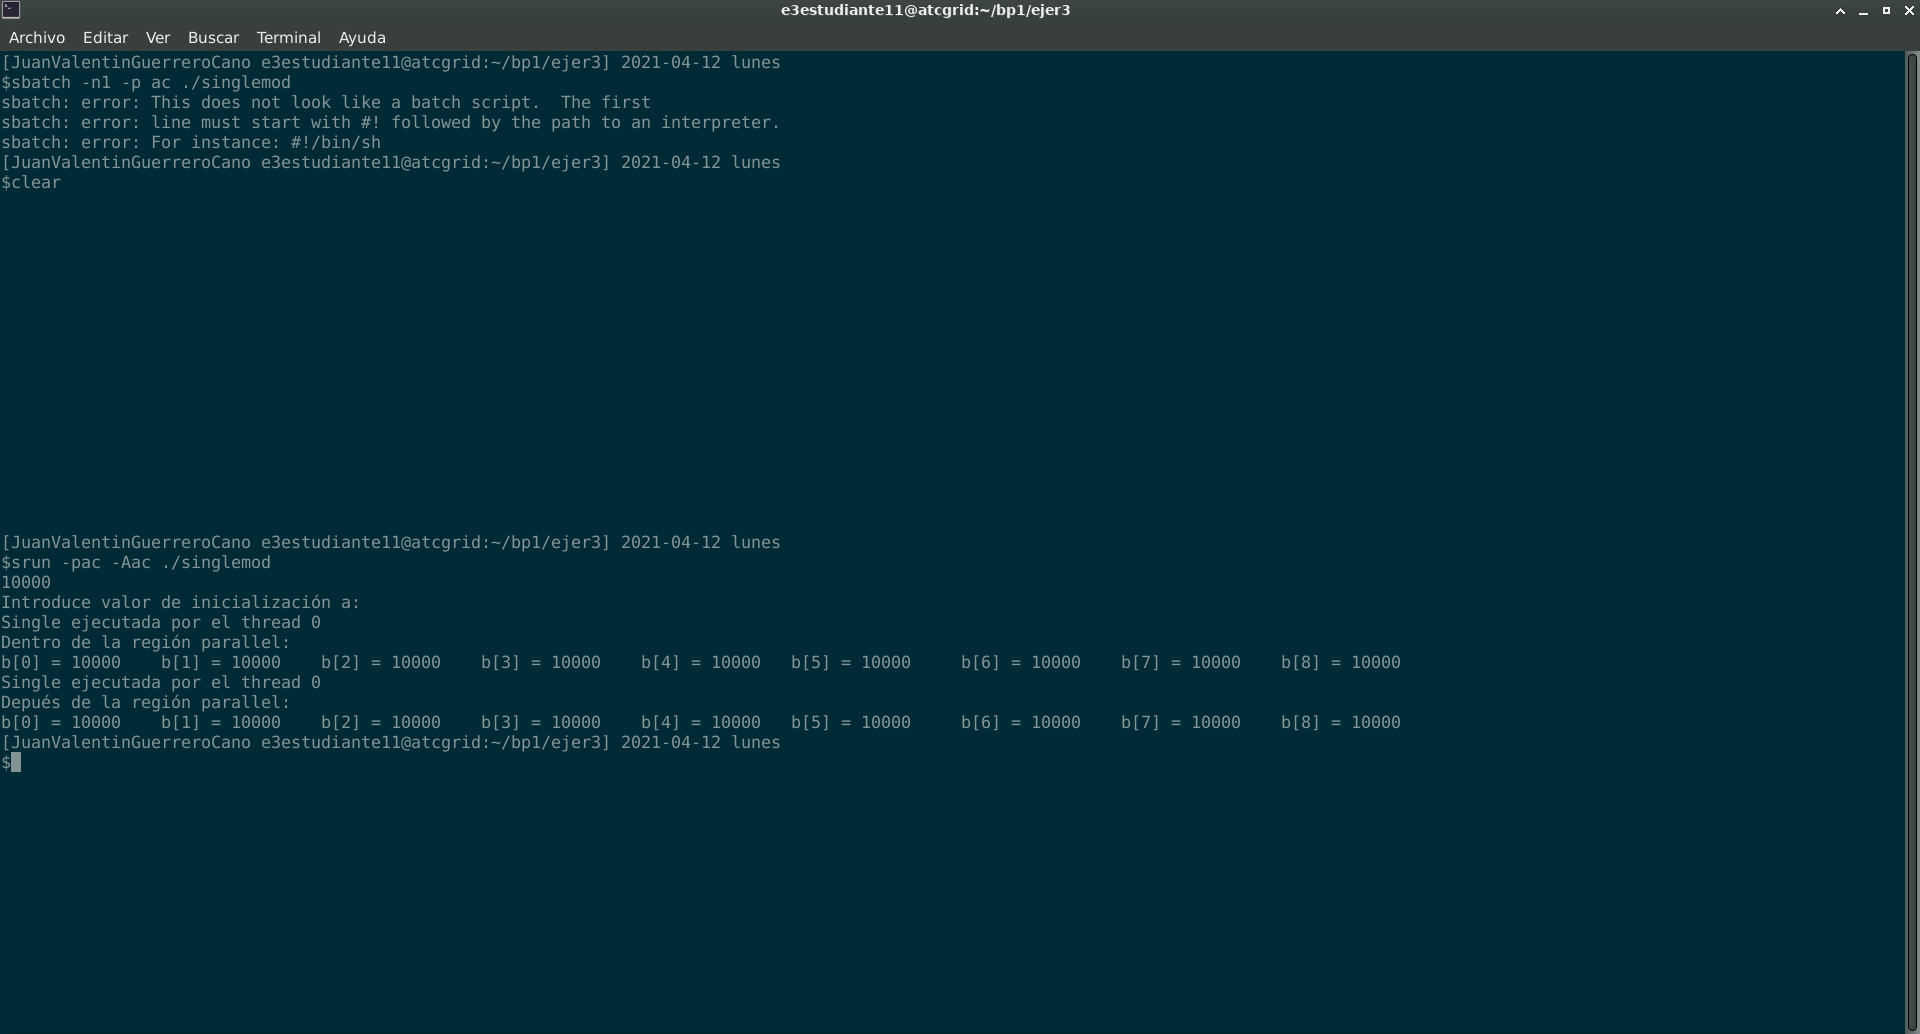 e3estudiante11@atcgrid:~/bp1/ejer3
Archivo Editar Ver Buscar Terminal Ayuda
[JuanValentinGuerreroCano e3estudiante11@atcgrid:~/bp1/ejer3] 2021-04-12 lunes
$sbatch -n1 -p ac ./singlemod
sbatch: error: This does not look like a batch script.  The first
sbatch: error: line must start with #! followed by the path to an interpreter.
sbatch: error: For instance: #!/bin/sh
[JuanValentinGuerreroCano e3estudiante11@atcgrid:~/bp1/ejer3] 2021-04-12 lunes
$clear
[JuanValentinGuerreroCano e3estudiante11@atcgrid:~/bp1/ejer3] 2021-04-12 lunes
$srun -pac -Aac ./singlemod
10000
Introduce valor de inicialización a:
Single ejecutada por el thread 0
Dentro de la región parallel:
b[0] = 10000    b[1] = 10000    b[2] = 10000    b[3] = 10000    b[4] = 10000   b[5] = 10000     b[6] = 10000    b[7] = 10000    b[8] = 10000
Single ejecutada por el thread 0
Depués de la región parallel:
b[0] = 10000    b[1] = 10000    b[2] = 10000    b[3] = 10000    b[4] = 10000   b[5] = 10000     b[6] = 10000    b[7] = 10000    b[8] = 10000
[JuanValentinGuerreroCano e3estudiante11@atcgrid:~/bp1/ejer3] 2021-04-12 lunes
$